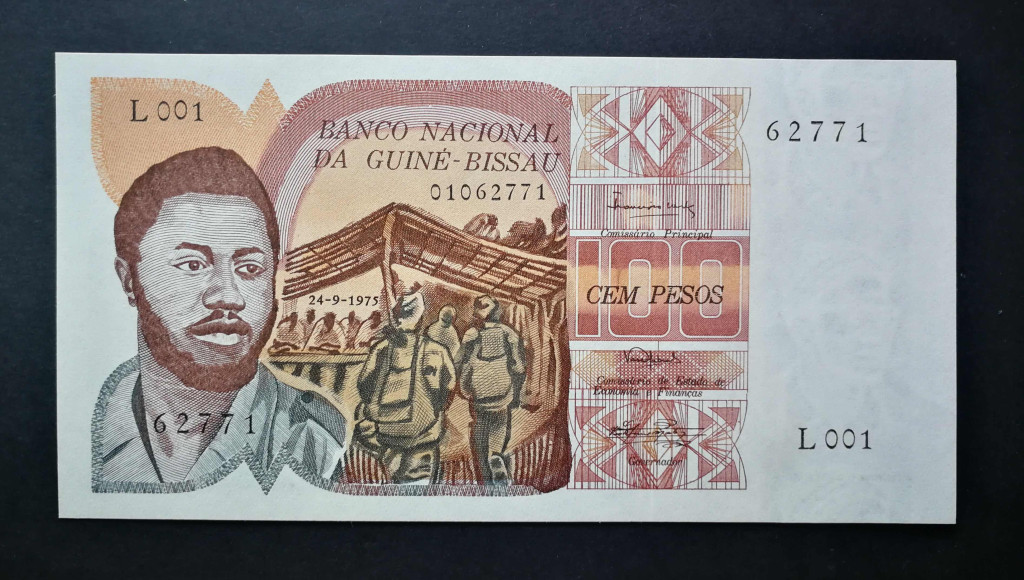 L 001
BANCO NACIONAL
DA GUINÉ-BISSAU
01062771
62771
Comissário Principal
100
CEM PESOS
24-9-1975
Comissário de Estado de
Economia e Finanças
62771
L 001
Governador